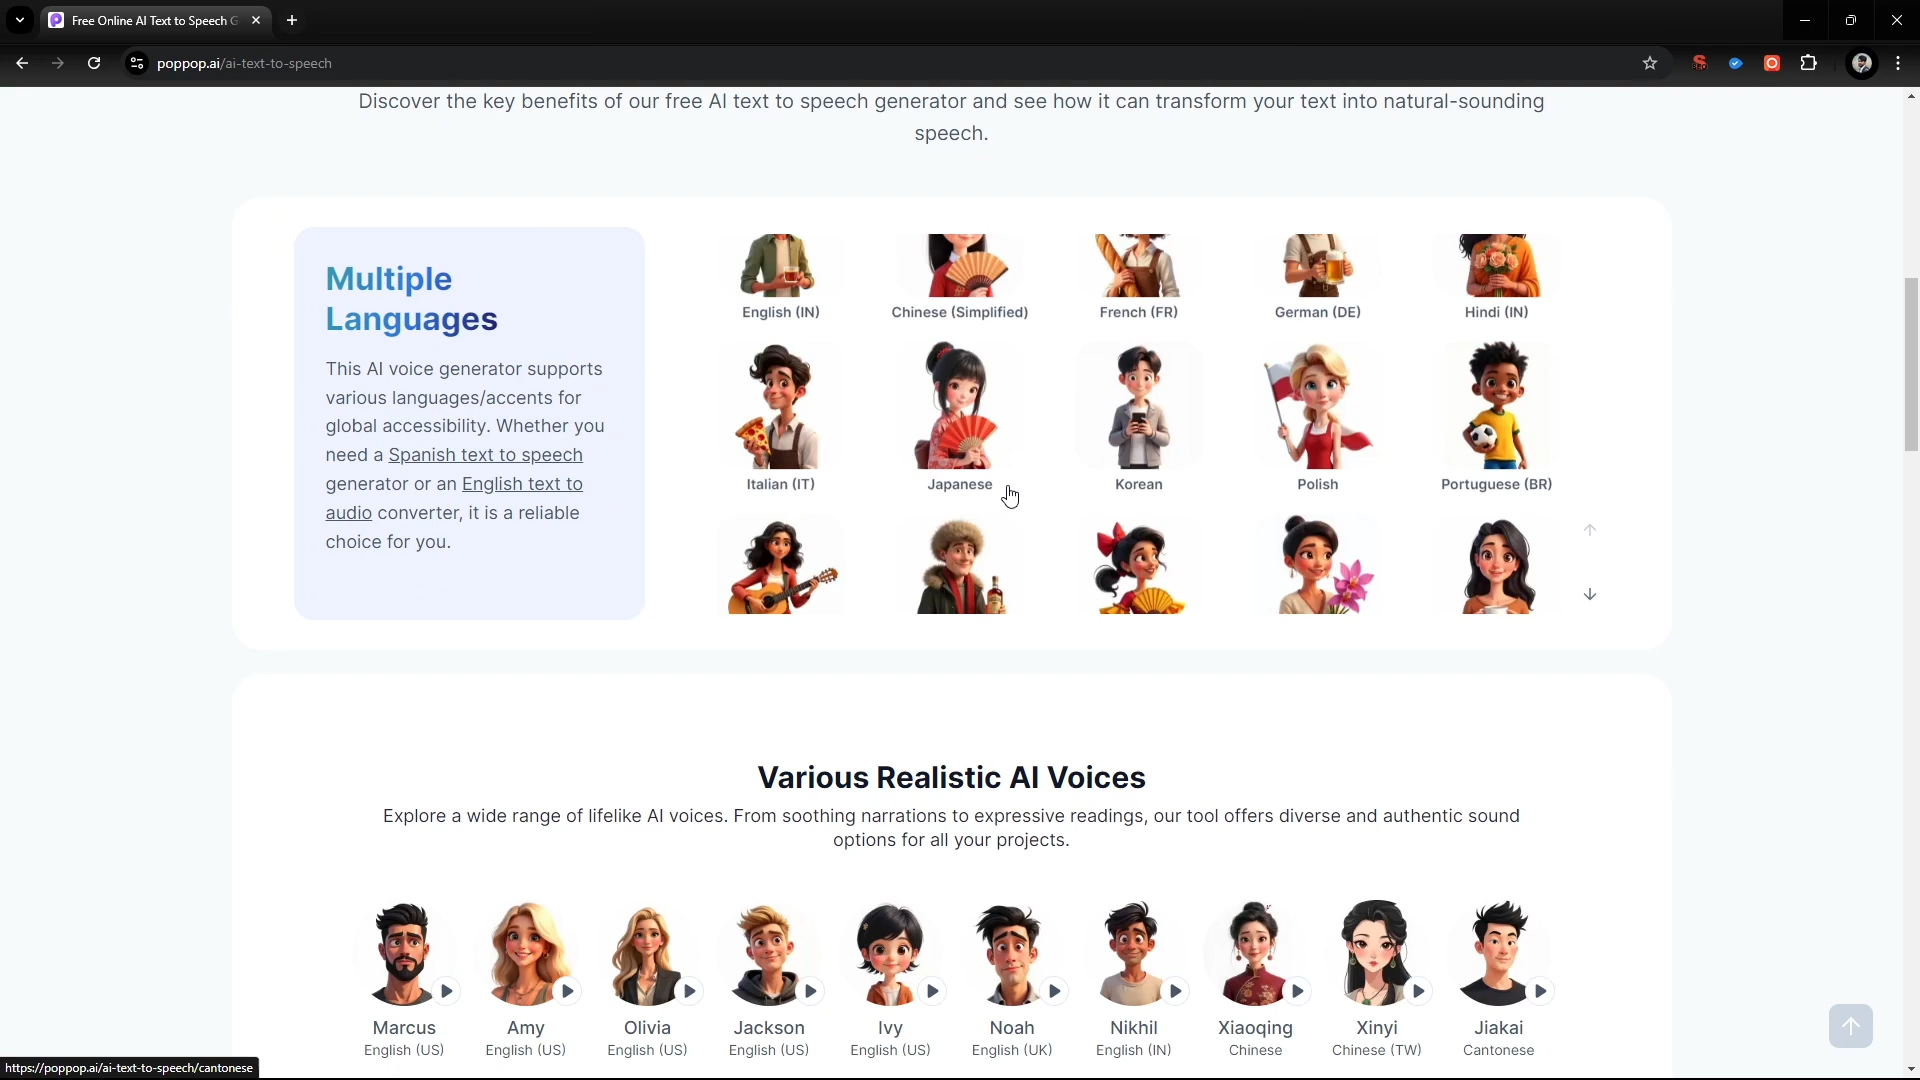 Free Online AI Text to Speech G
poppop.ai/ai-text-to-speech
Discover the key benefits of our free AI text to speech generator and see how it can transform your text into natural-sounding
speech.
Multiple
Languages
This AI voice generator supports
various languages/accents for
global accessibility. Whether you
need a Spanish text to speech
generator or an English text to
audio converter, it is a reliable
choice for you.
English (IN) Chinese (Simplified) French (FR) German (DE) Hindi (IN)
Italian (IT) Japanese Korean Polish Portuguese (BR)
Various Realistic AI Voices
Explore a wide range of lifelike AI voices. From soothing narrations to expressive readings, our tool offers diverse and authentic sound
options for all your projects.
Marcus Amy Olivia Jackson Ivy Noah Nikhil Xiaoqing Xinyi Jiakai
English (US) English (US) English (US) English (US) English (US) English (UK) English (IN) Chinese Chinese (TW) Cantonese
https://poppop.ai/ai-text-to-speech/cantonese